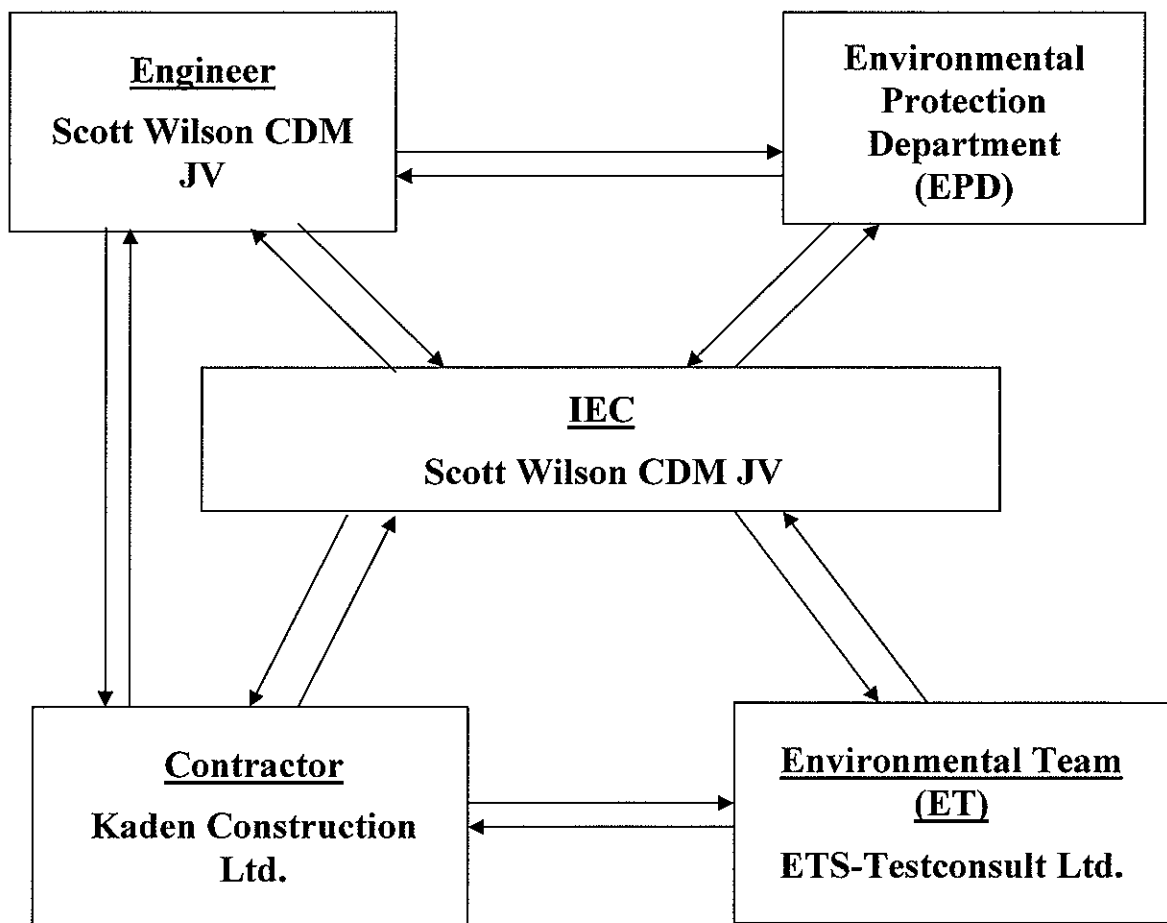 Engineer
Scott Wilson CDM
JV
Environmental
Protection
Department
(EPD)
IEC
Scott Wilson CDM JV
Contractor
Kaden Construction
Ltd.
Environmental Team
(ET)
ETS-Testconsult Ltd.